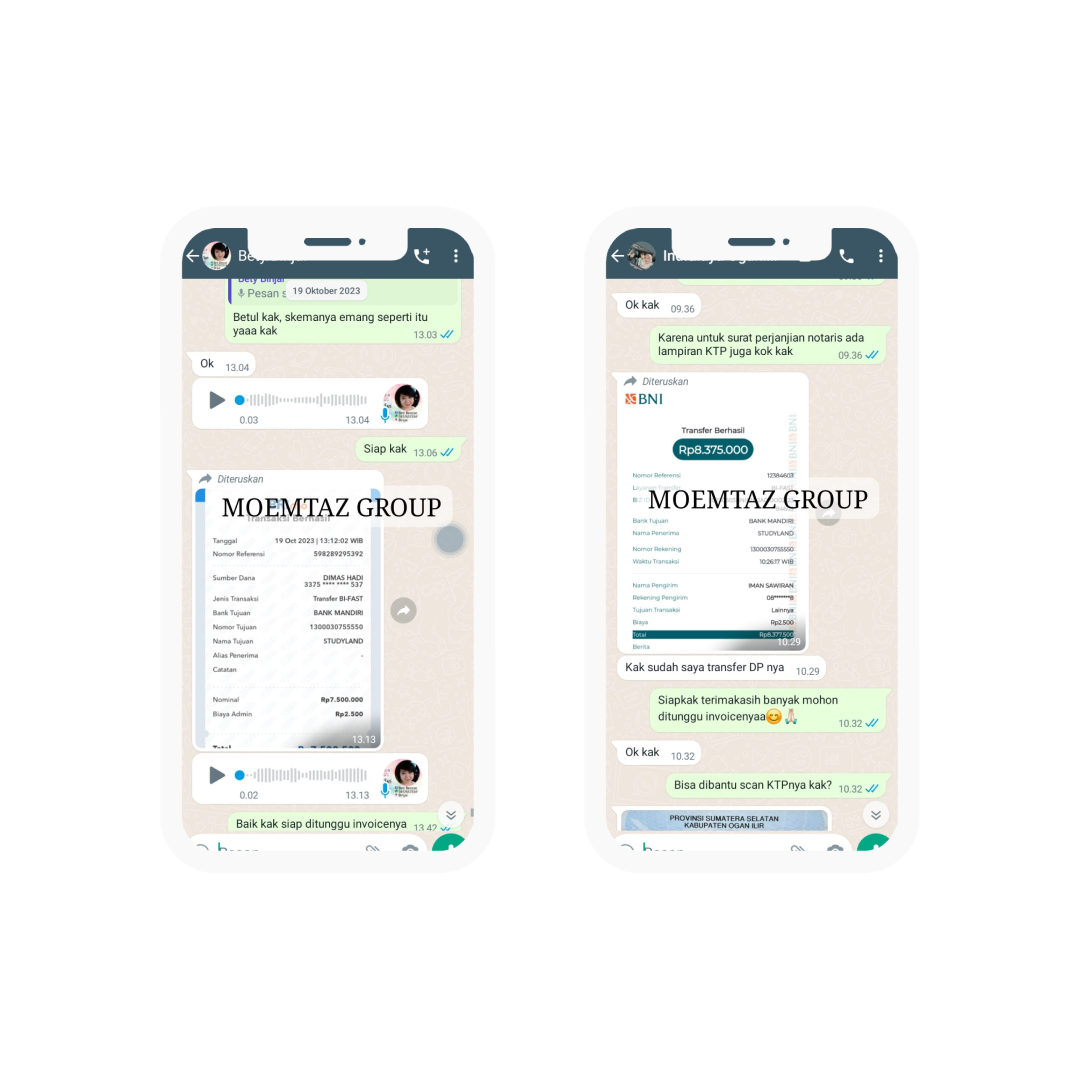 Bety Binjai
19 Oktober 2023
Pesan
Betul kak, skemanya emang seperti itu
yaaa kak
13.03
Ok
13.04
0.03
13.04
Siap kak
13.06
Diteruskan
MOEMTAZ GROUP
Transaksi Berhasil
Tanggal
19 Oct 2023 | 13:12:02 WIB
Nomor Referensi
598289295392
Sumber Dana
DIMAS HADI
3375 **** **** 537
Jenis Transaksi
Transfer BI-FAST
Bank Tujuan
BANK MANDIRI
Nomor Tujuan
1300030755550
Nama Tujuan
STUDYLAND
Alias Penerima
-
Catatan
Nominal
Rp7.500.000
Biaya Admin
Rp2.500
Total
13.13
0.02
13.13
Baik kak siap ditunggu invoicenya
13.42
Pesan
Ok kak
09.36
Karena untuk surat perjanjian notaris ada
lampiran KTP juga kok kak
09.36
Diteruskan
BNI
Transfer Berhasil
Rp8.375.000
Nomor Referensi
12384603
Layanan Transfer
BI-FAST
MOEMTAZ GROUP
Bank Tujuan
BANK MANDIRI
Nama Penerima
STUDYLAND
Nomor Rekening
1300030755550
Waktu Transaksi
10:26:17 WIB
Nama Pengirim
IMAN SAWIRAN
Rekening Pengirim
08*******8
Tujuan Transaksi
Lainnya
Biaya
Rp2.500
Total
Rp8.377.500
Berita
10.29
Kak sudah saya transfer DP nya
10.29
Siapkak terimakasih banyak mohon
ditunggu invoicenyaa😊🙏🏻
10.32
Ok kak
10.32
Bisa dibantu scan KTPnya kak?
10.32
PROVINSI SUMATERA SELATAN
KABUPATEN OGAN ILIR
Pesan